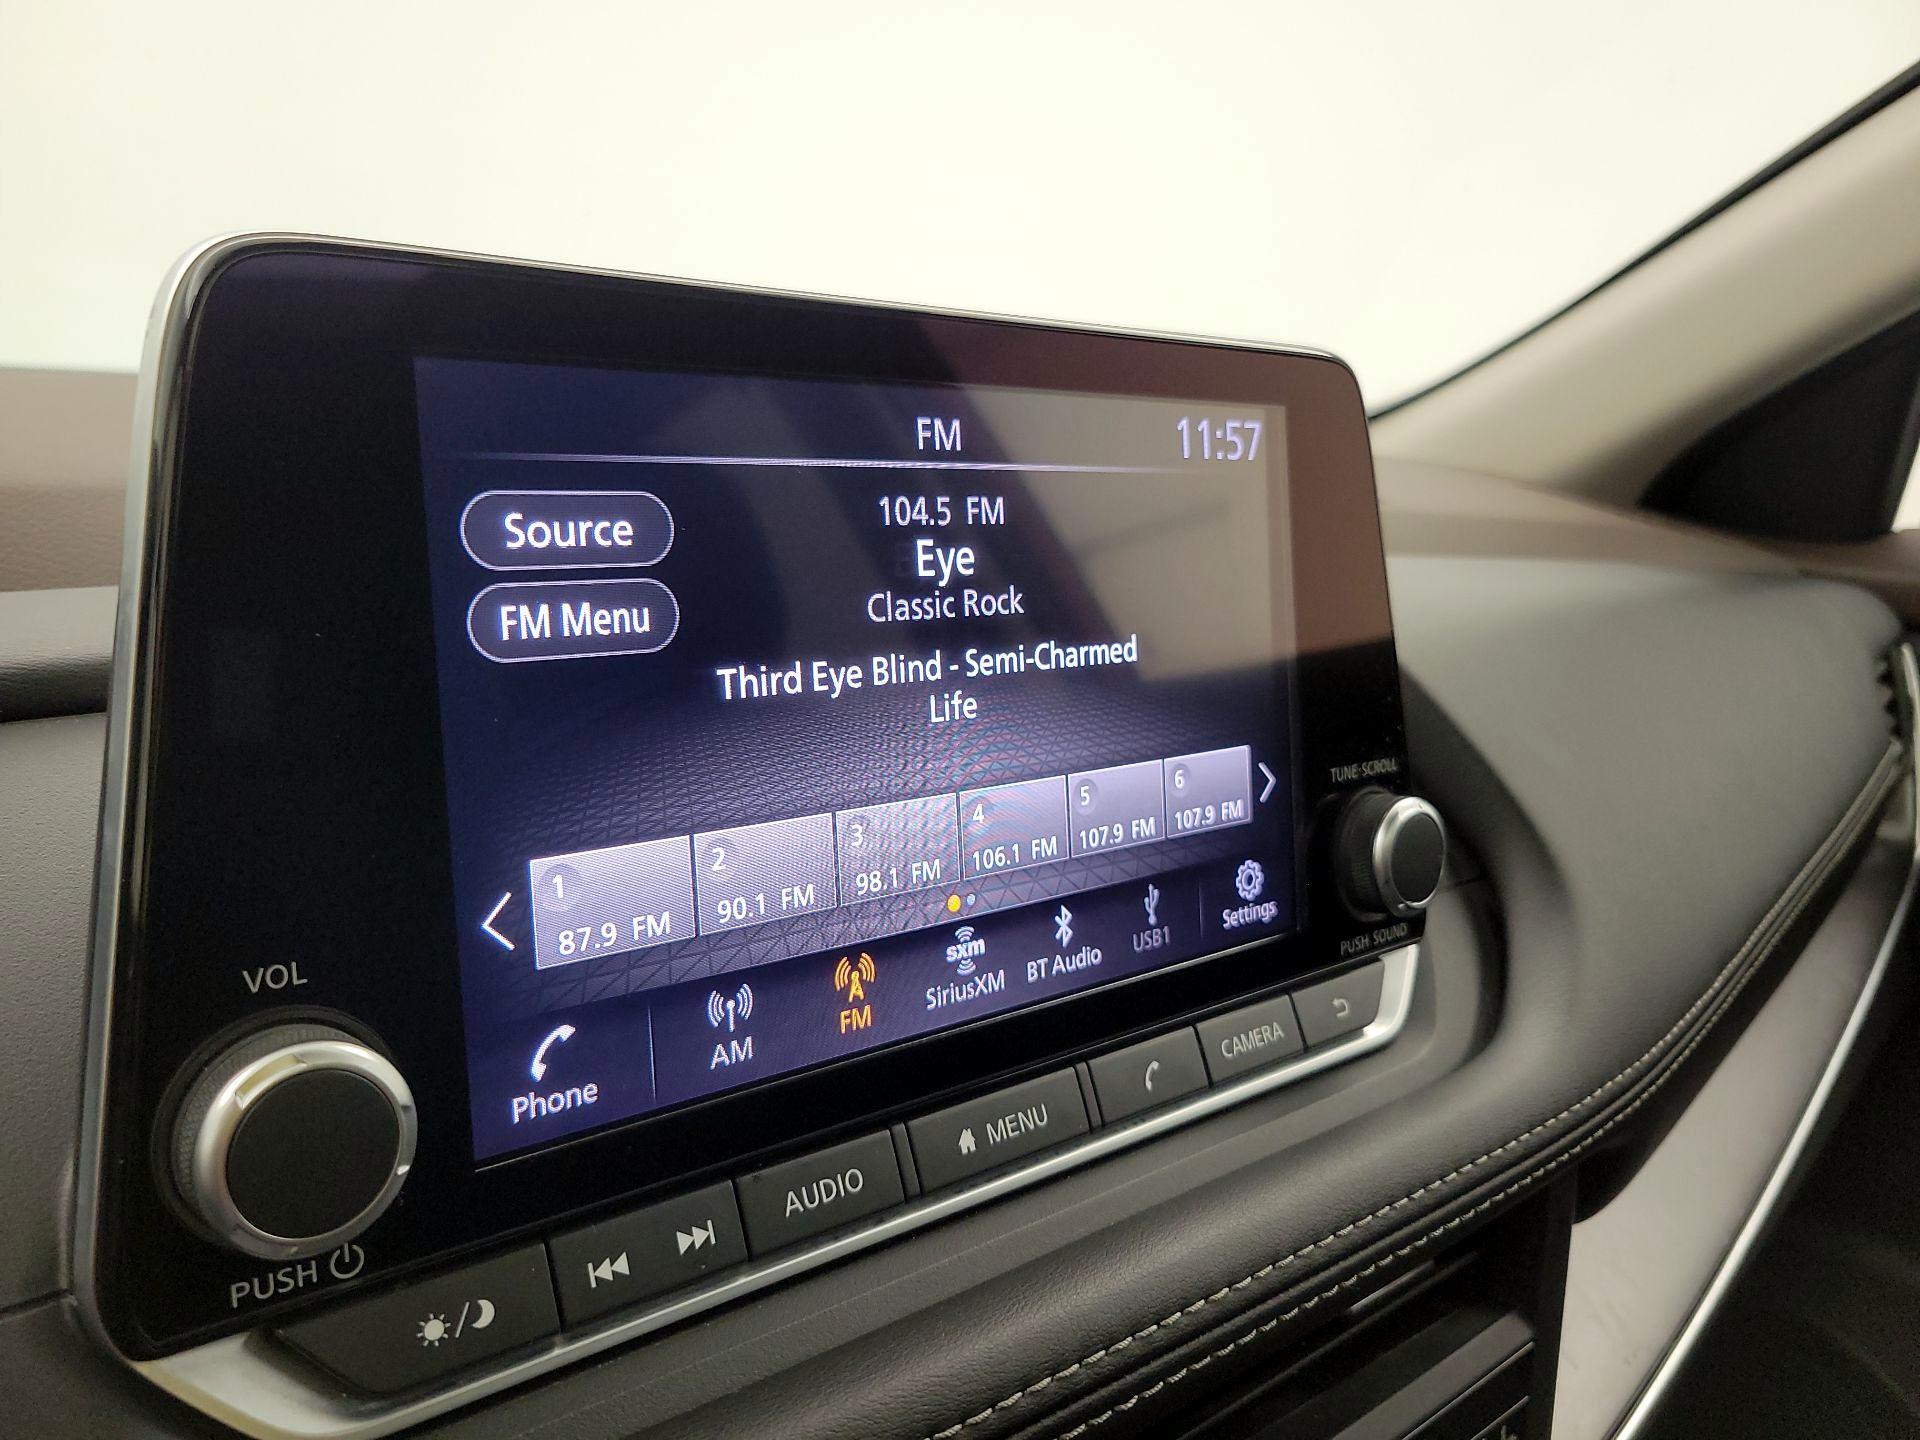 FM
11:57
Source
104.5 FM
Eye
Classic Rock
FM Menu
Third Eye Blind - Semi-Charmed
Life
1
87.9 FM
2
90.1 FM
3
98.1 FM
4
106.1 FM
5
107.9 FM
6
107.9 FM
Phone
AM
FM
sxm
SiriusXM
BT Audio
USB1
Settings
TUNE·SCROLL
PUSH SOUND
VOL
PUSH
AUDIO
MENU
CAMERA